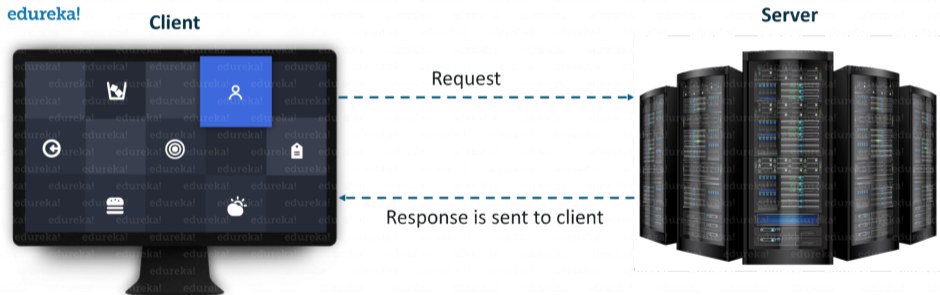 edureka!
Client
Server
Request
Response is sent to client